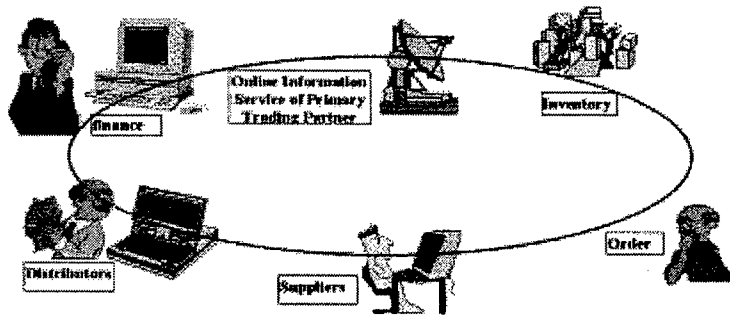 Online Information
Service of Primary
Trading Partner
Inventory
finance
Order
Distributors
Suppliers